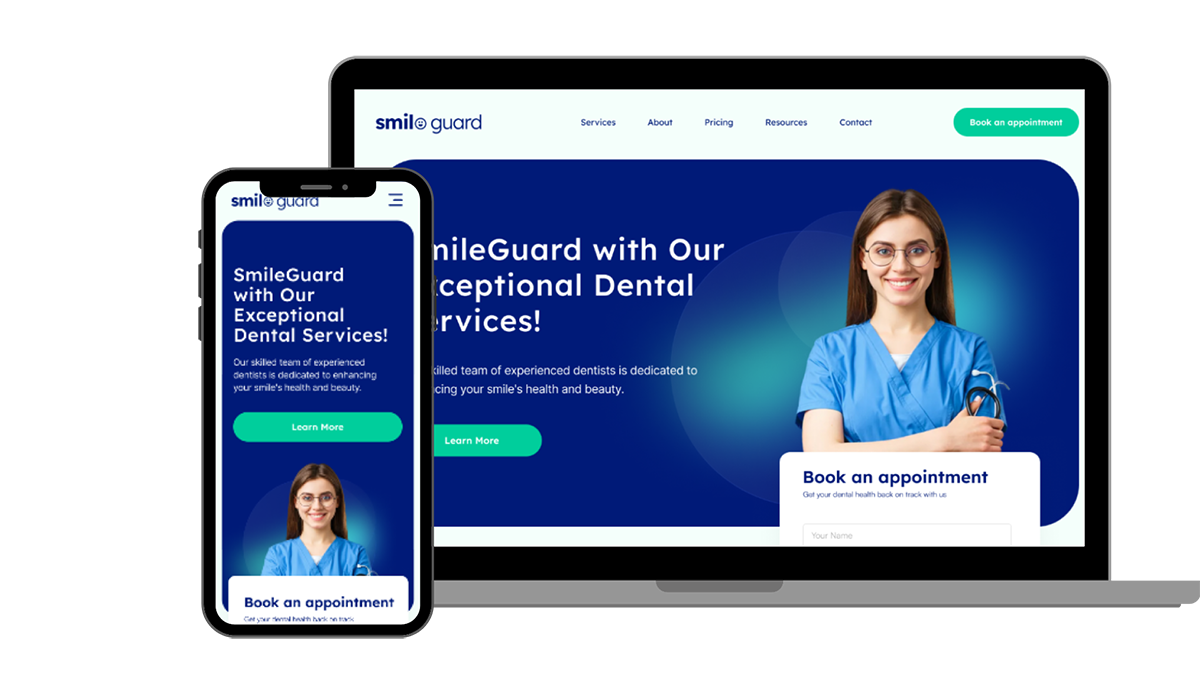 smile guard
Services
About
Pricing
Resources
Contact
Book an appointment
mileGuard with Our
xceptional Dental
ervices!
killed team of experienced dentists is dedicated to
ncing your smile's health and beauty.
Learn More
Book an appointment
Get your dental health back on track with us
Your Name
smile guard
SmileGuard
with Our
Exceptional
Dental Services!
Our skilled team of experienced
dentists is dedicated to enhancing
your smile's health and beauty.
Learn More
Book an appointment
Get your dental health back on track